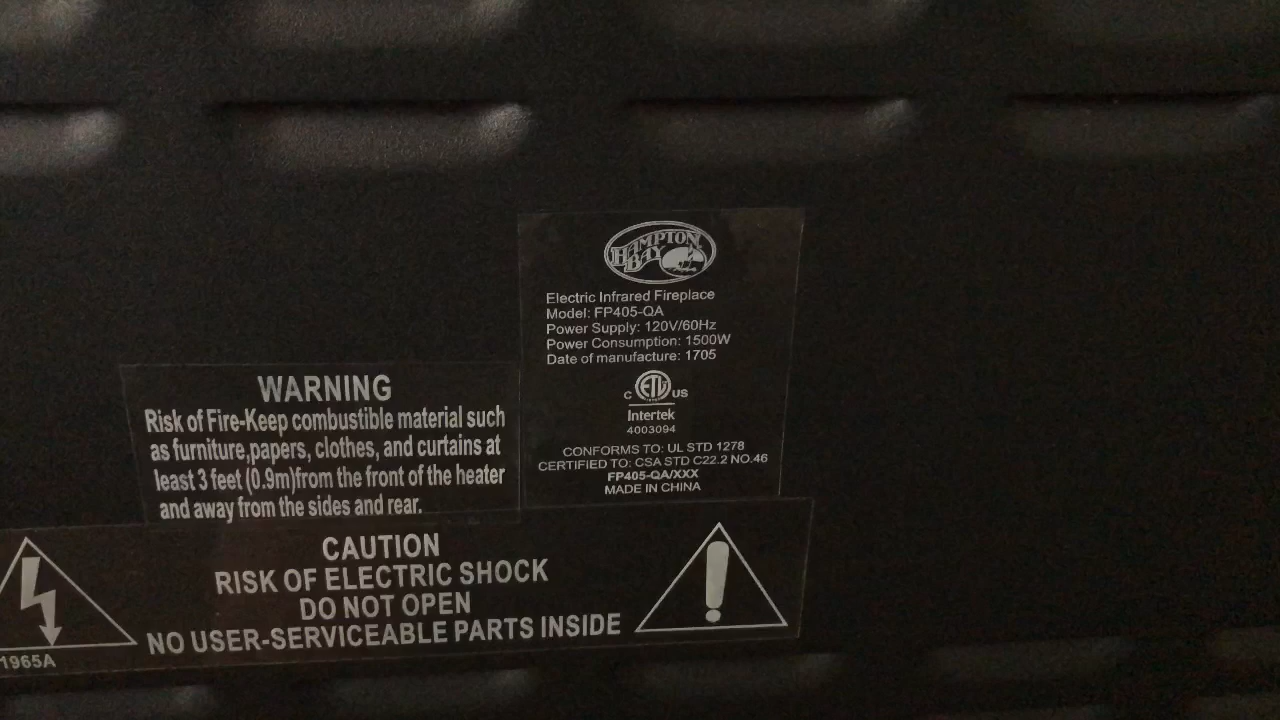 HAMPTON
BAY
Electric Infrared Fireplace
Model: FP405-QA
Power Supply: 120V/60Hz
Power Consumption: 1500W
Date of manufacture: 1705
C ETL US
Intertek
4003094
CONFORMS TO: UL STD 1278
CERTIFIED TO: CSA STD C22.2 NO.46
FP405-QA/XXX
MADE IN CHINA
WARNING
Risk of Fire-Keep combustible material such
as furniture,papers, clothes, and curtains at
least 3 feet (0.9m)from the front of the heater
and away from the sides and rear.
CAUTION
RISK OF ELECTRIC SHOCK
DO NOT OPEN
NO USER-SERVICEABLE PARTS INSIDE
1965A